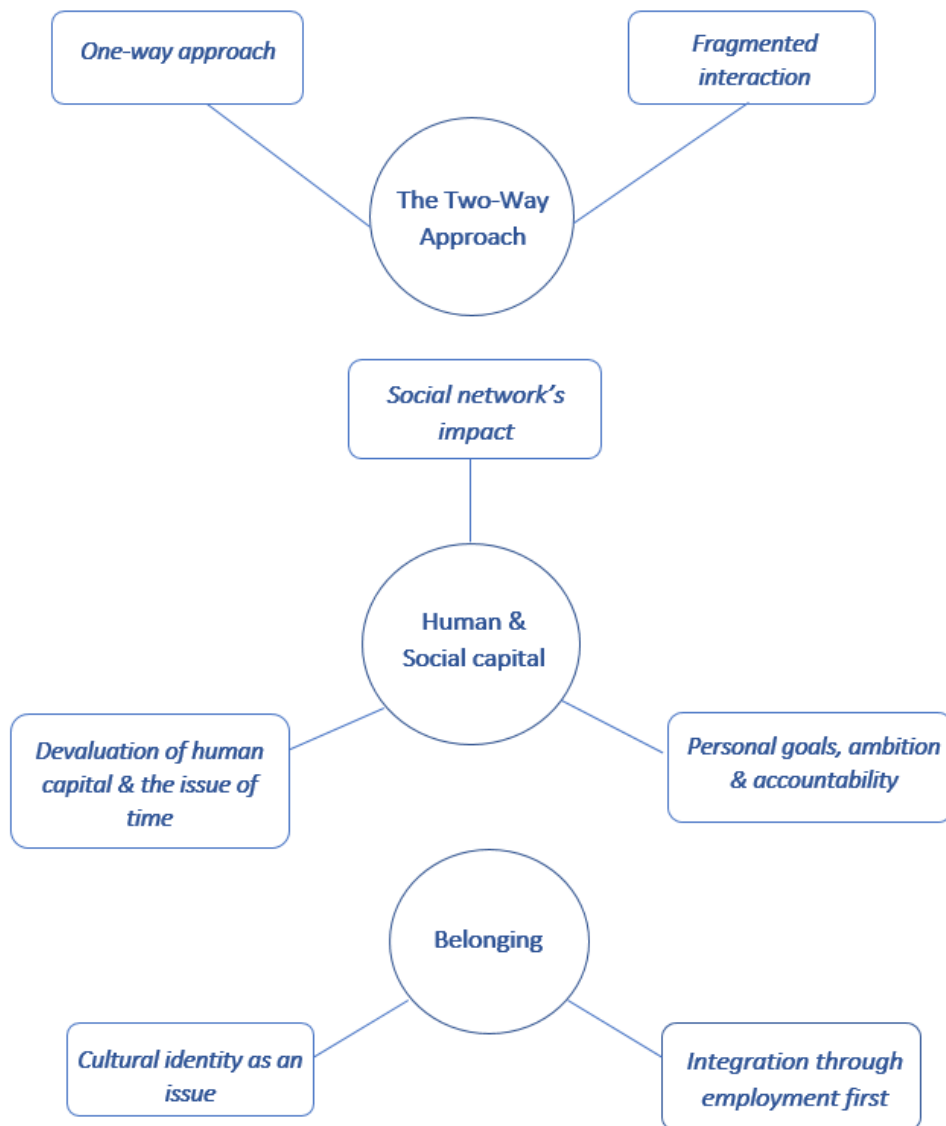 One-way approach
Fragmented
interaction
The Two-Way
Approach
Social network's
impact
Human &
Social capital
Devaluation of human
capital & the issue of
time
Personal goals, ambition
& accountability
Belonging
Cultural identity as an
issue
Integration through
employment first